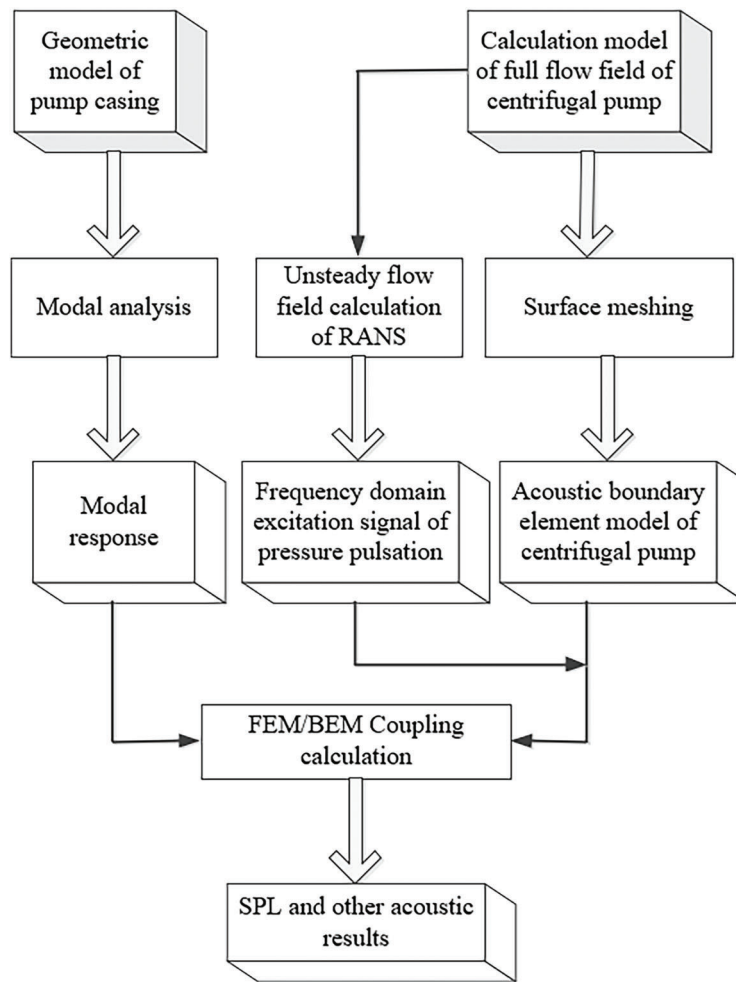 Geometric
model of
pump casing
Calculation model
of full flow field of
centrifugal pump
Modal analysis
Unsteady flow
field calculation
of RANS
Surface meshing
Modal
response
Frequency domain
excitation signal of
pressure pulsation
Acoustic boundary
element model of
centrifugal pump
FEM/BEM Coupling
calculation
SPL and other acoustic
results